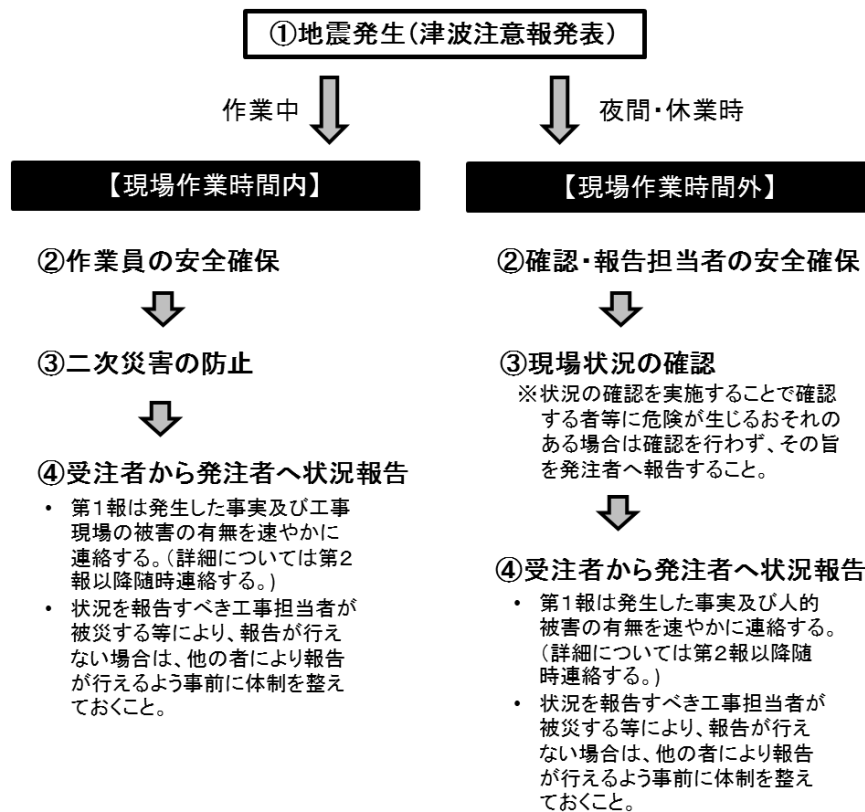 ①地震発生(津波注意報発表)
作業中
夜間・休業時
【現場作業時間内】
②作業員の安全確保
③二次災害の防止
④受注者から発注者へ状況報告
・ 第１報は発生した事実及び工事
現場の被害の有無を速やかに
連絡する。(詳細については第２
報以降随時連絡する。)
・ 状況を報告すべき工事担当者が
被災する等により、報告が行え
ない場合は、他の者により報告
が行えるよう事前に体制を整え
ておくこと。
【現場作業時間外】
②確認・報告担当者の安全確保
③現場状況の確認
※状況の確認を実施することで確認
する者等に危険が生じるおそれの
ある場合は確認を行わず、その旨
を発注者へ報告すること。
④受注者から発注者へ状況報告
・ 第１報は発生した事実及び人的
被害の有無を速やかに連絡する。
(詳細については第２報以降随
時連絡する。)
・ 状況を報告すべき工事担当者が
被災する等により、報告が行え
ない場合は、他の者により報告
が行えるよう事前に体制を整え
ておくこと。